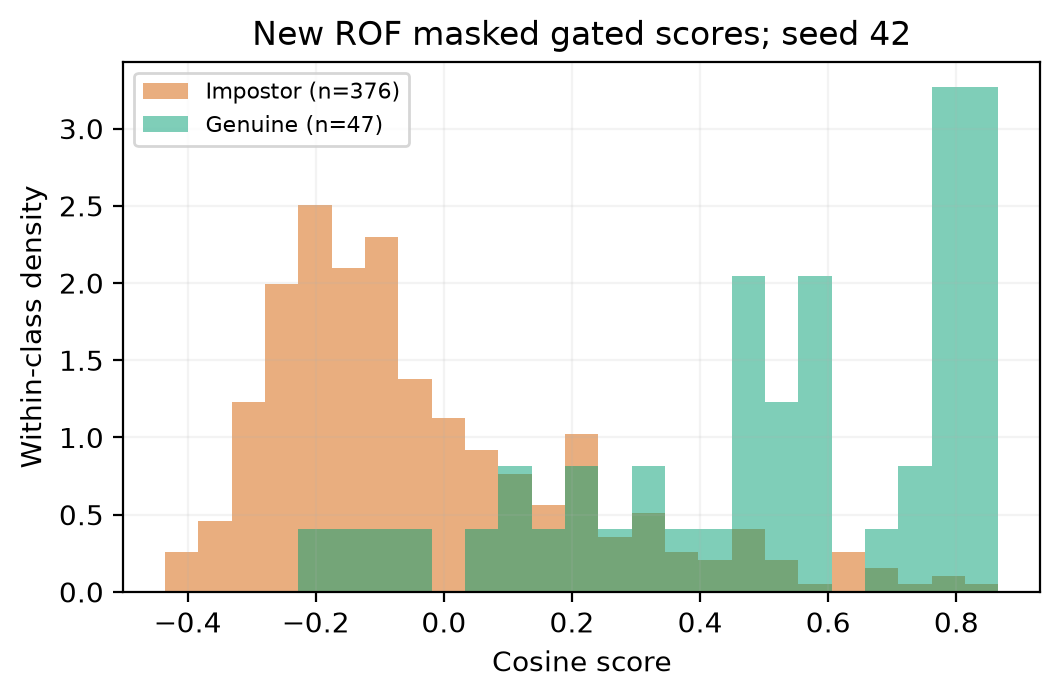 New ROF masked gated scores; seed 42
Impostor (n=376)
Genuine (n=47)
Within-class density
3.0
2.5
2.0
1.5
1.0
0.5
0.0
−0.4 −0.2 0.0 0.2 0.4 0.6 0.8
Cosine score